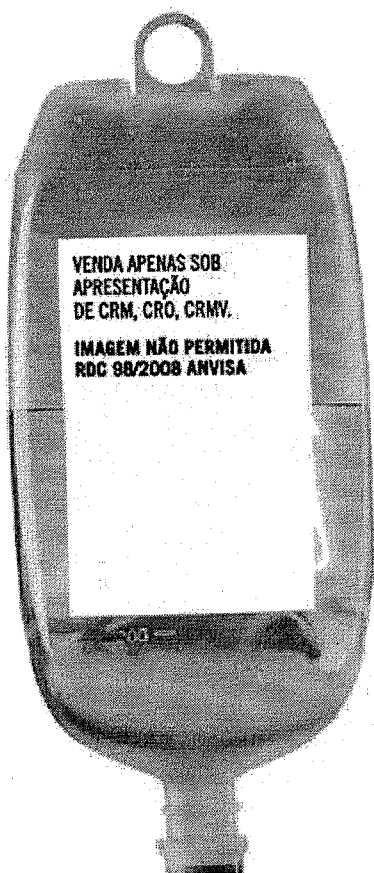 VENDA APENAS SOB
APRESENTAÇÃO
DE CRM, CRO, CRMV.
IMAGEM NÃO PERMITIDA
RDC 98/2008 ANVISA